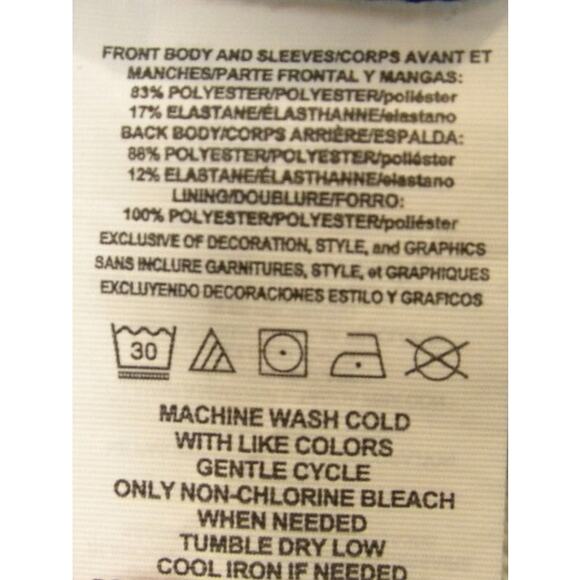 FRONT BODY AND SLEEVES/CORPS AVANT ET
MANCHES/PARTE FRONTAL Y MANGAS:
83% POLYESTER/POLYESTER/poliéster
17% ELASTANE/ÉLASTHANNE/elastano
BACK BODY/CORPS ARRIÈRE/ESPALDA:
88% POLYESTER/POLYESTER/poliéster
12% ELASTANE/ÉLASTHANNE/elastano
LINING/DOUBLURE/FORRO:
100% POLYESTER/POLYESTER/poliéster
EXCLUSIVE OF DECORATION, STYLE, and GRAPHICS
SANS INCLURE GARNITURES, STYLE, et GRAPHIQUES
EXCLUYENDO DECORACIONES ESTILO Y GRAFICOS
30
MACHINE WASH COLD
WITH LIKE COLORS
GENTLE CYCLE
ONLY NON-CHLORINE BLEACH
WHEN NEEDED
TUMBLE DRY LOW
COOL IRON IF NEEDED